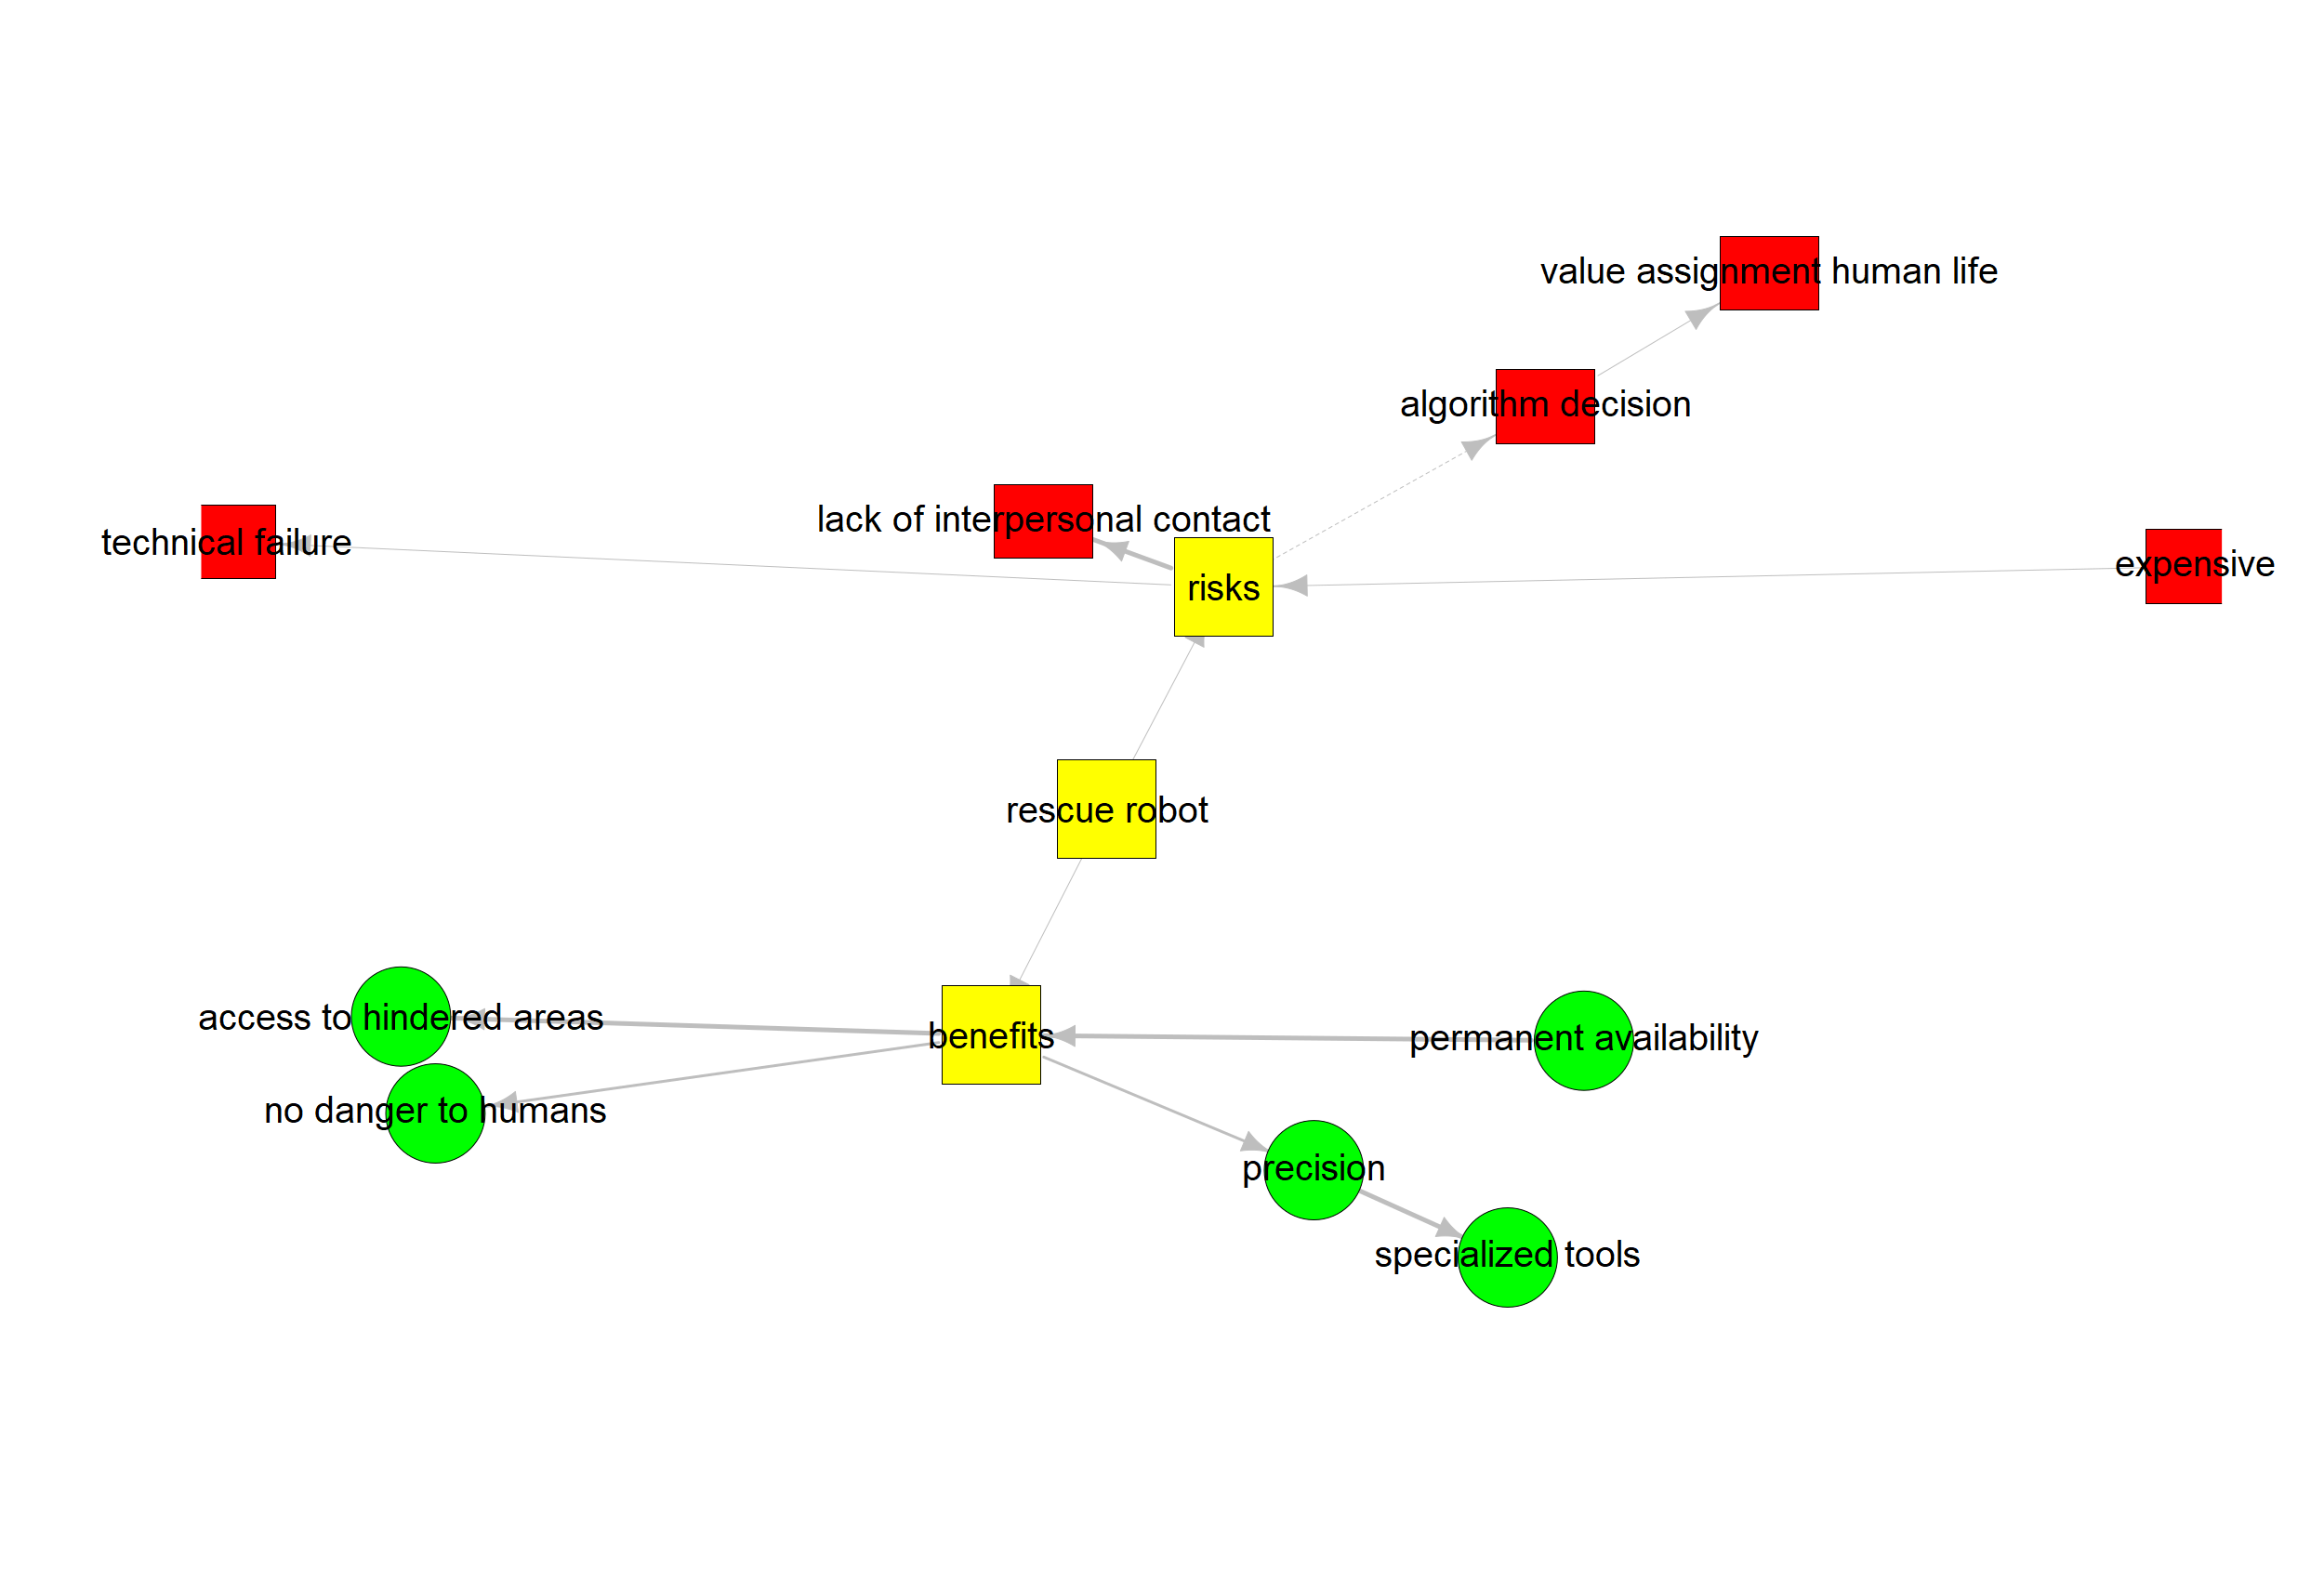 value assignment human life
algorithm decision
lack of interpersonal contact
technical failure
expensive
risks
rescue robot
access to hindered areas
benefits
permanent availability
no danger to humans
precision
specialized tools